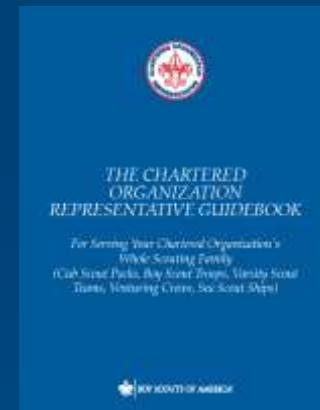 THE CHARTERED
ORGANIZATION
REPRESENTATIVE GUIDEBOOK
For Serving Your Chartered Organization's
Whole Scouting Family
(Cub Scout Packs, Boy Scout Troops, Varsity Scout
Teams, Venturing Crews, Sea Scout Ships)
BOY SCOUTS OF AMERICA